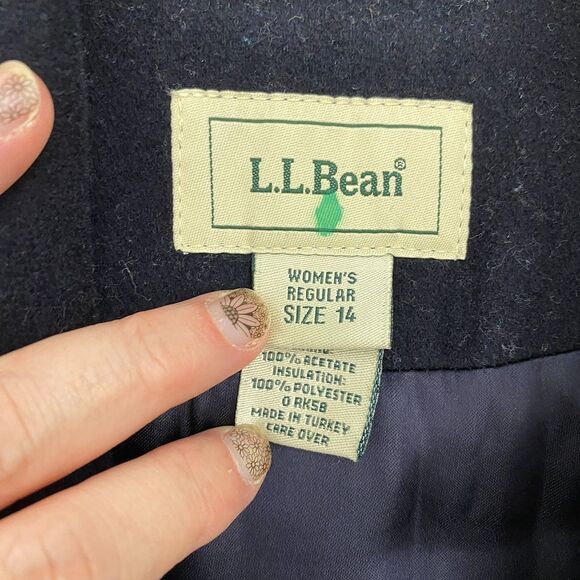 L.L.Bean®
WOMEN'S
REGULAR
SIZE 14
100% ACETATE
INSULATION:
100% POLYESTER
0 RK58
MADE IN TURKEY
CARE OVER